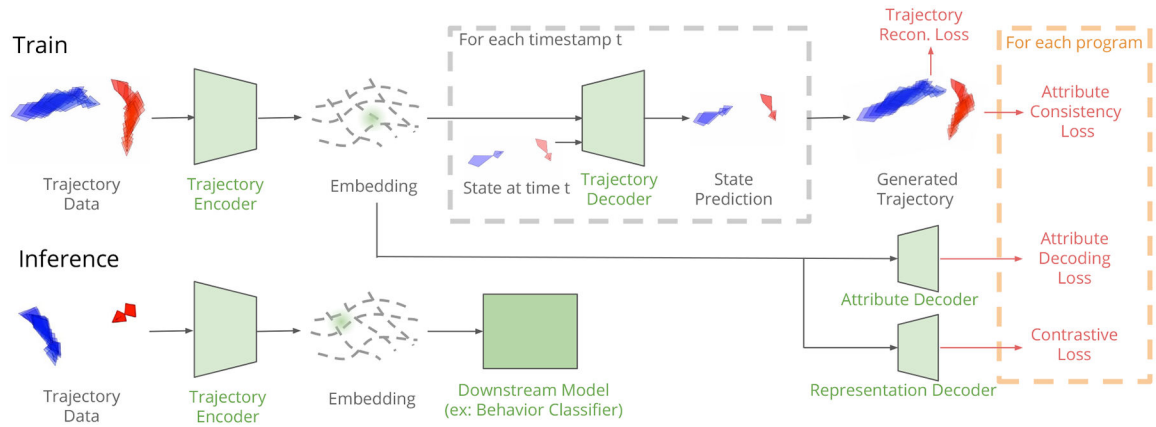 Train
For each timestamp t
Trajectory
Recon. Loss
For each program
Attribute
Consistency
Loss
Trajectory
Data
Trajectory
Encoder
Embedding
State at time t
Trajectory
Decoder
State
Prediction
Generated
Trajectory
Inference
Attribute
Decoding
Loss
Attribute Decoder
Contrastive
Loss
Representation Decoder
Trajectory
Data
Trajectory
Encoder
Embedding
Downstream Model
(ex: Behavior Classifier)